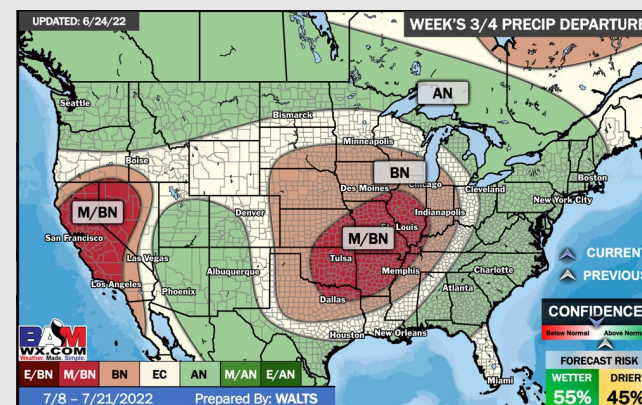 UPDATED: 6/24/22
WEEK'S 3/4 PRECIP DEPARTURE
Seattle
AN
Bismarck
Minneapolis
Boise
BN
Chicago
Boston
Des Moines
Cleveland
New York City
M/BN
Denver
Indianapolis
San Francisco
M/BN
St. Louis
Las Vegas
Tulsa
Albuquerque
Memphis
Charlotte
Los Angeles
Phoenix
Atlanta
Dallas
Houston
New Orleans
Miami
CURRENT
PREVIOUS
CONFIDENCE
Below Normal
Above Norm
FORECAST RISK
WETTER
DRIER
55%
45%
BAM
WX.COM
Weather. Made. Simple.
E/BN M/BN BN EC AN M/AN E/AN
7/8 – 7/21/2022 Prepared By: WALTS